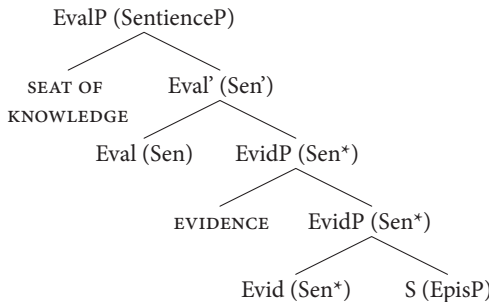 EvalP (SentienceP)
SEAT OF
KNOWLEDGE
Eval’ (Sen’)
Eval (Sen)
EvidP (Sen*)
EVIDENCE
EvidP (Sen*)
Evid (Sen*)
S (EpisP)